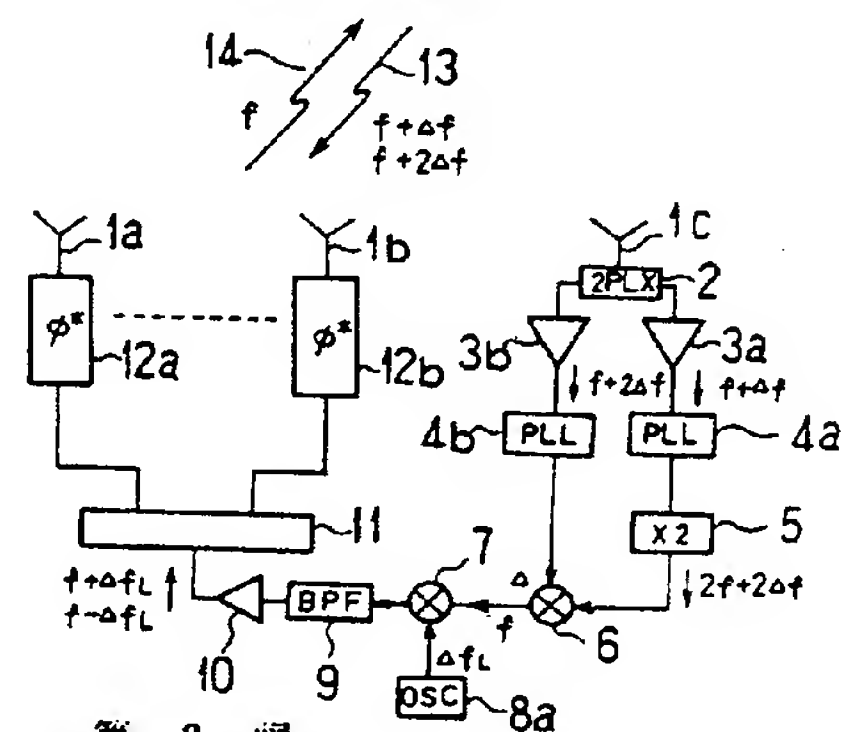 14
13
f
f+Δf
f+2Δf
1a
1b
1c
2PLX
2
φ*
12a
φ*
12b
3b
3a
f+2Δf
f+Δf
4b
PLL
PLL
4a
11
×2
5
f+ΔfL
f-ΔfL
7
Δ
2f+2Δf
BPF
f
6
10
9
ΔfL
OSC
8a